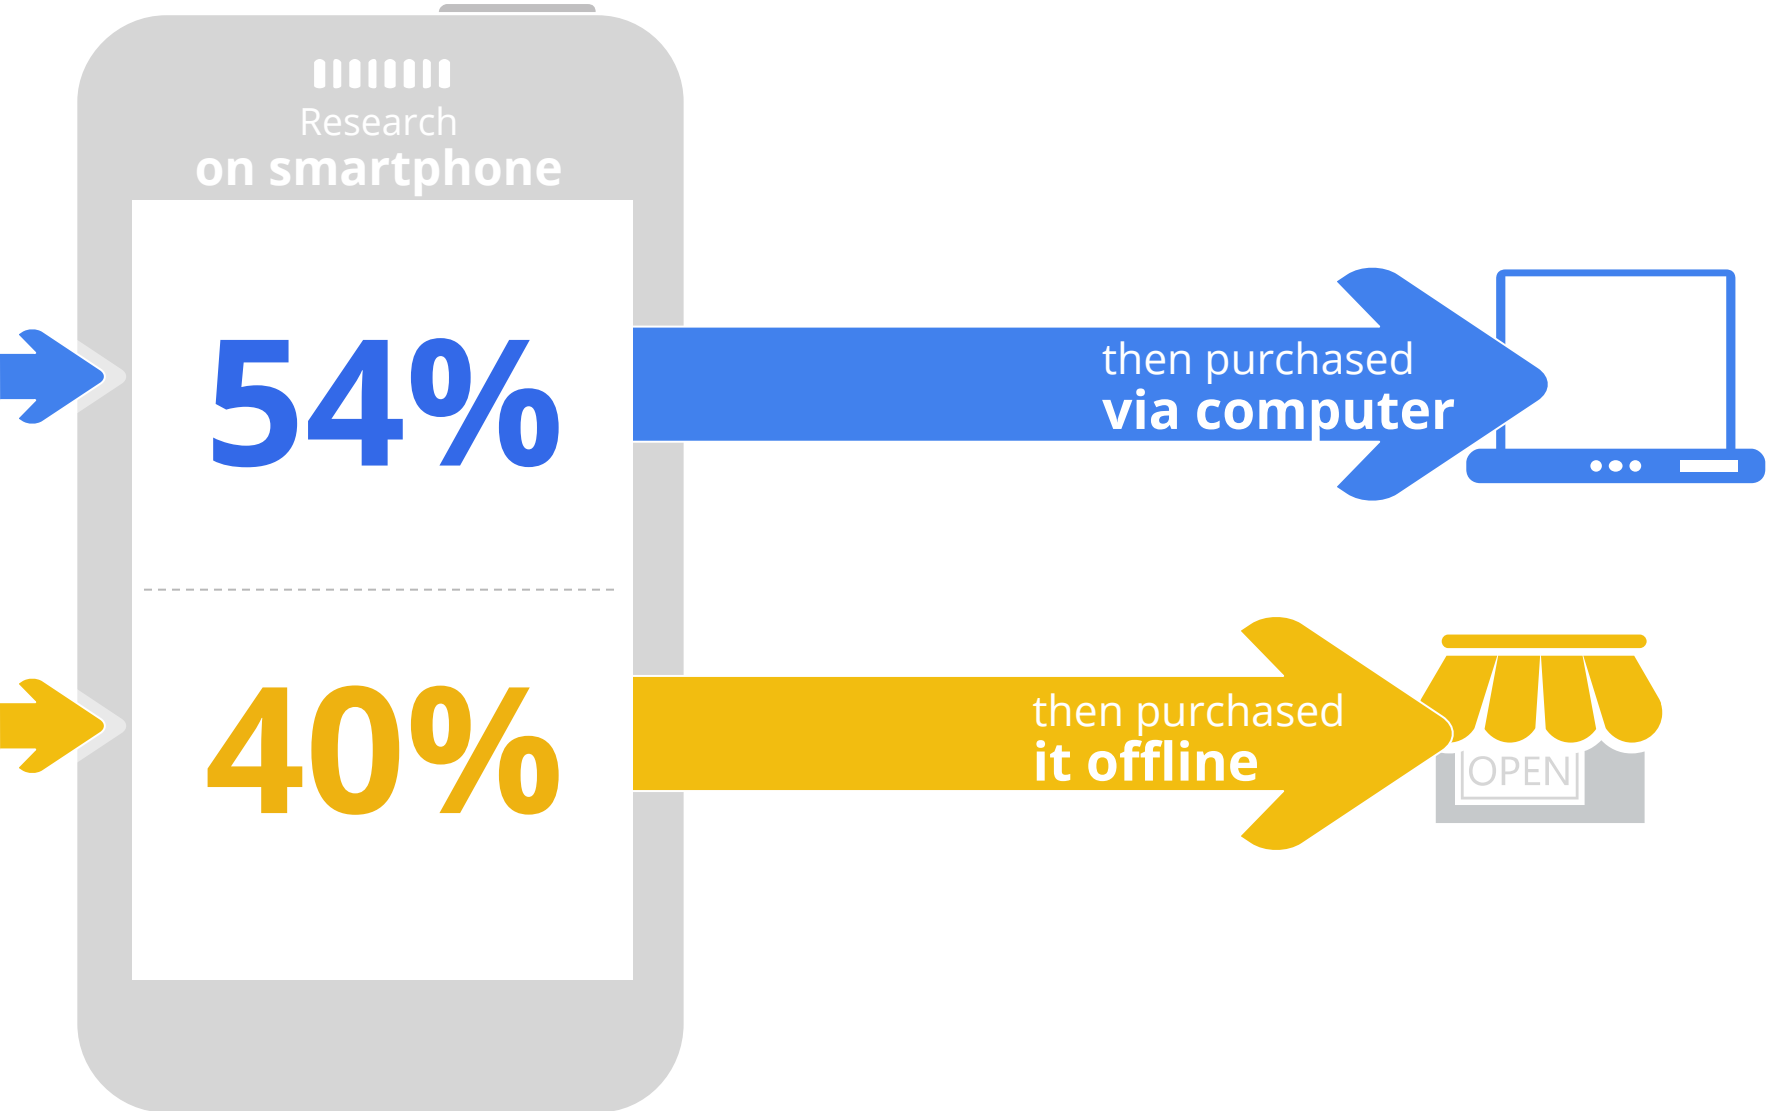 Research
on smartphone
54%
then purchased
via computer
40%
then purchased
it offline
OPEN